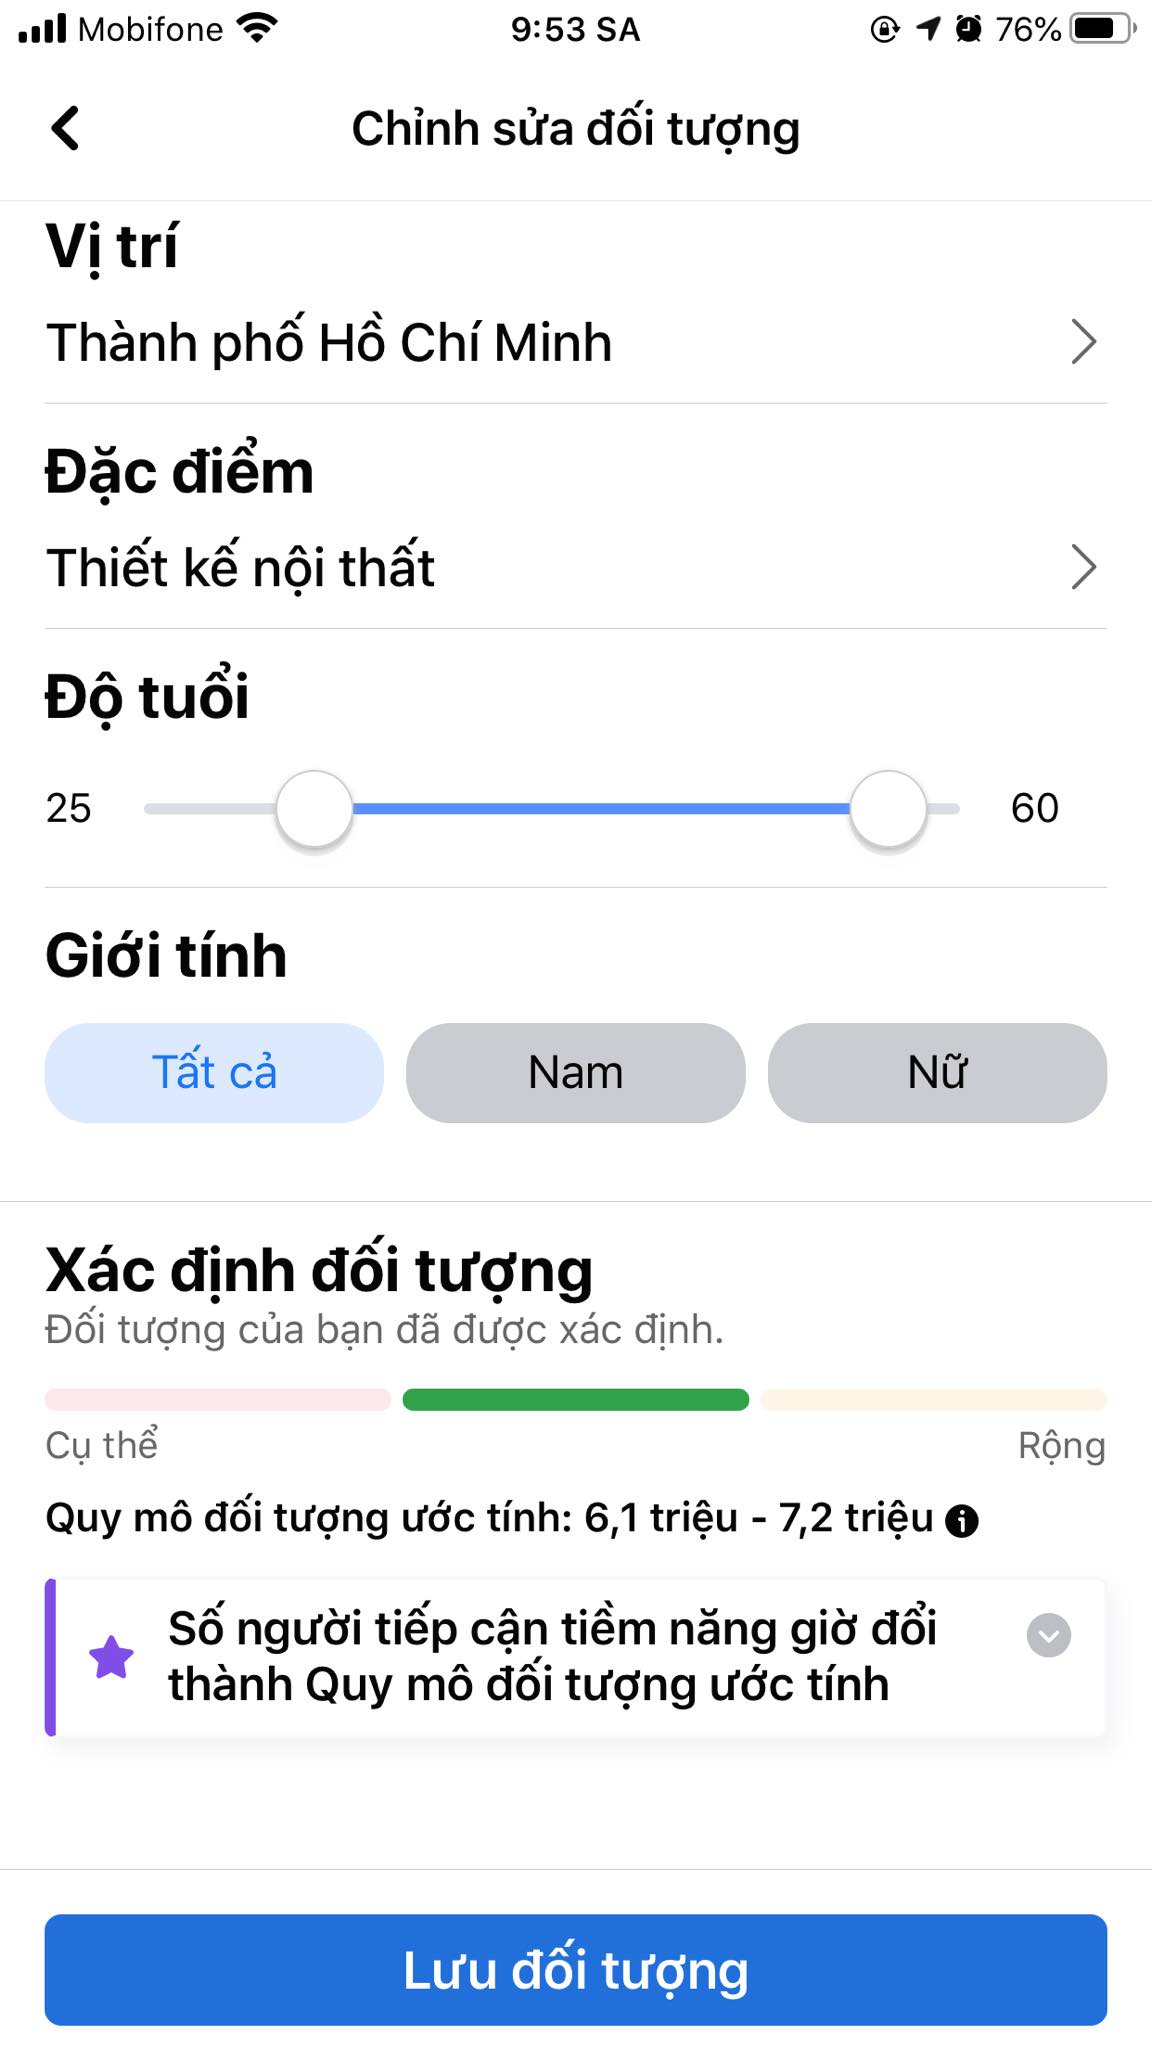 Mobifone 9:53 SA 76%
Chỉnh sửa đối tượng
Vị trí
Thành phố Hồ Chí Minh
Đặc điểm
Thiết kế nội thất
Độ tuổi
25 60
Giới tính
Tất cả Nam Nữ
Xác định đối tượng
Đối tượng của bạn đã được xác định.
Cụ thể Rộng
Quy mô đối tượng ước tính: 6,1 triệu - 7,2 triệu
Số người tiếp cận tiềm năng giờ đổi
thành Quy mô đối tượng ước tính
Lưu đối tượng